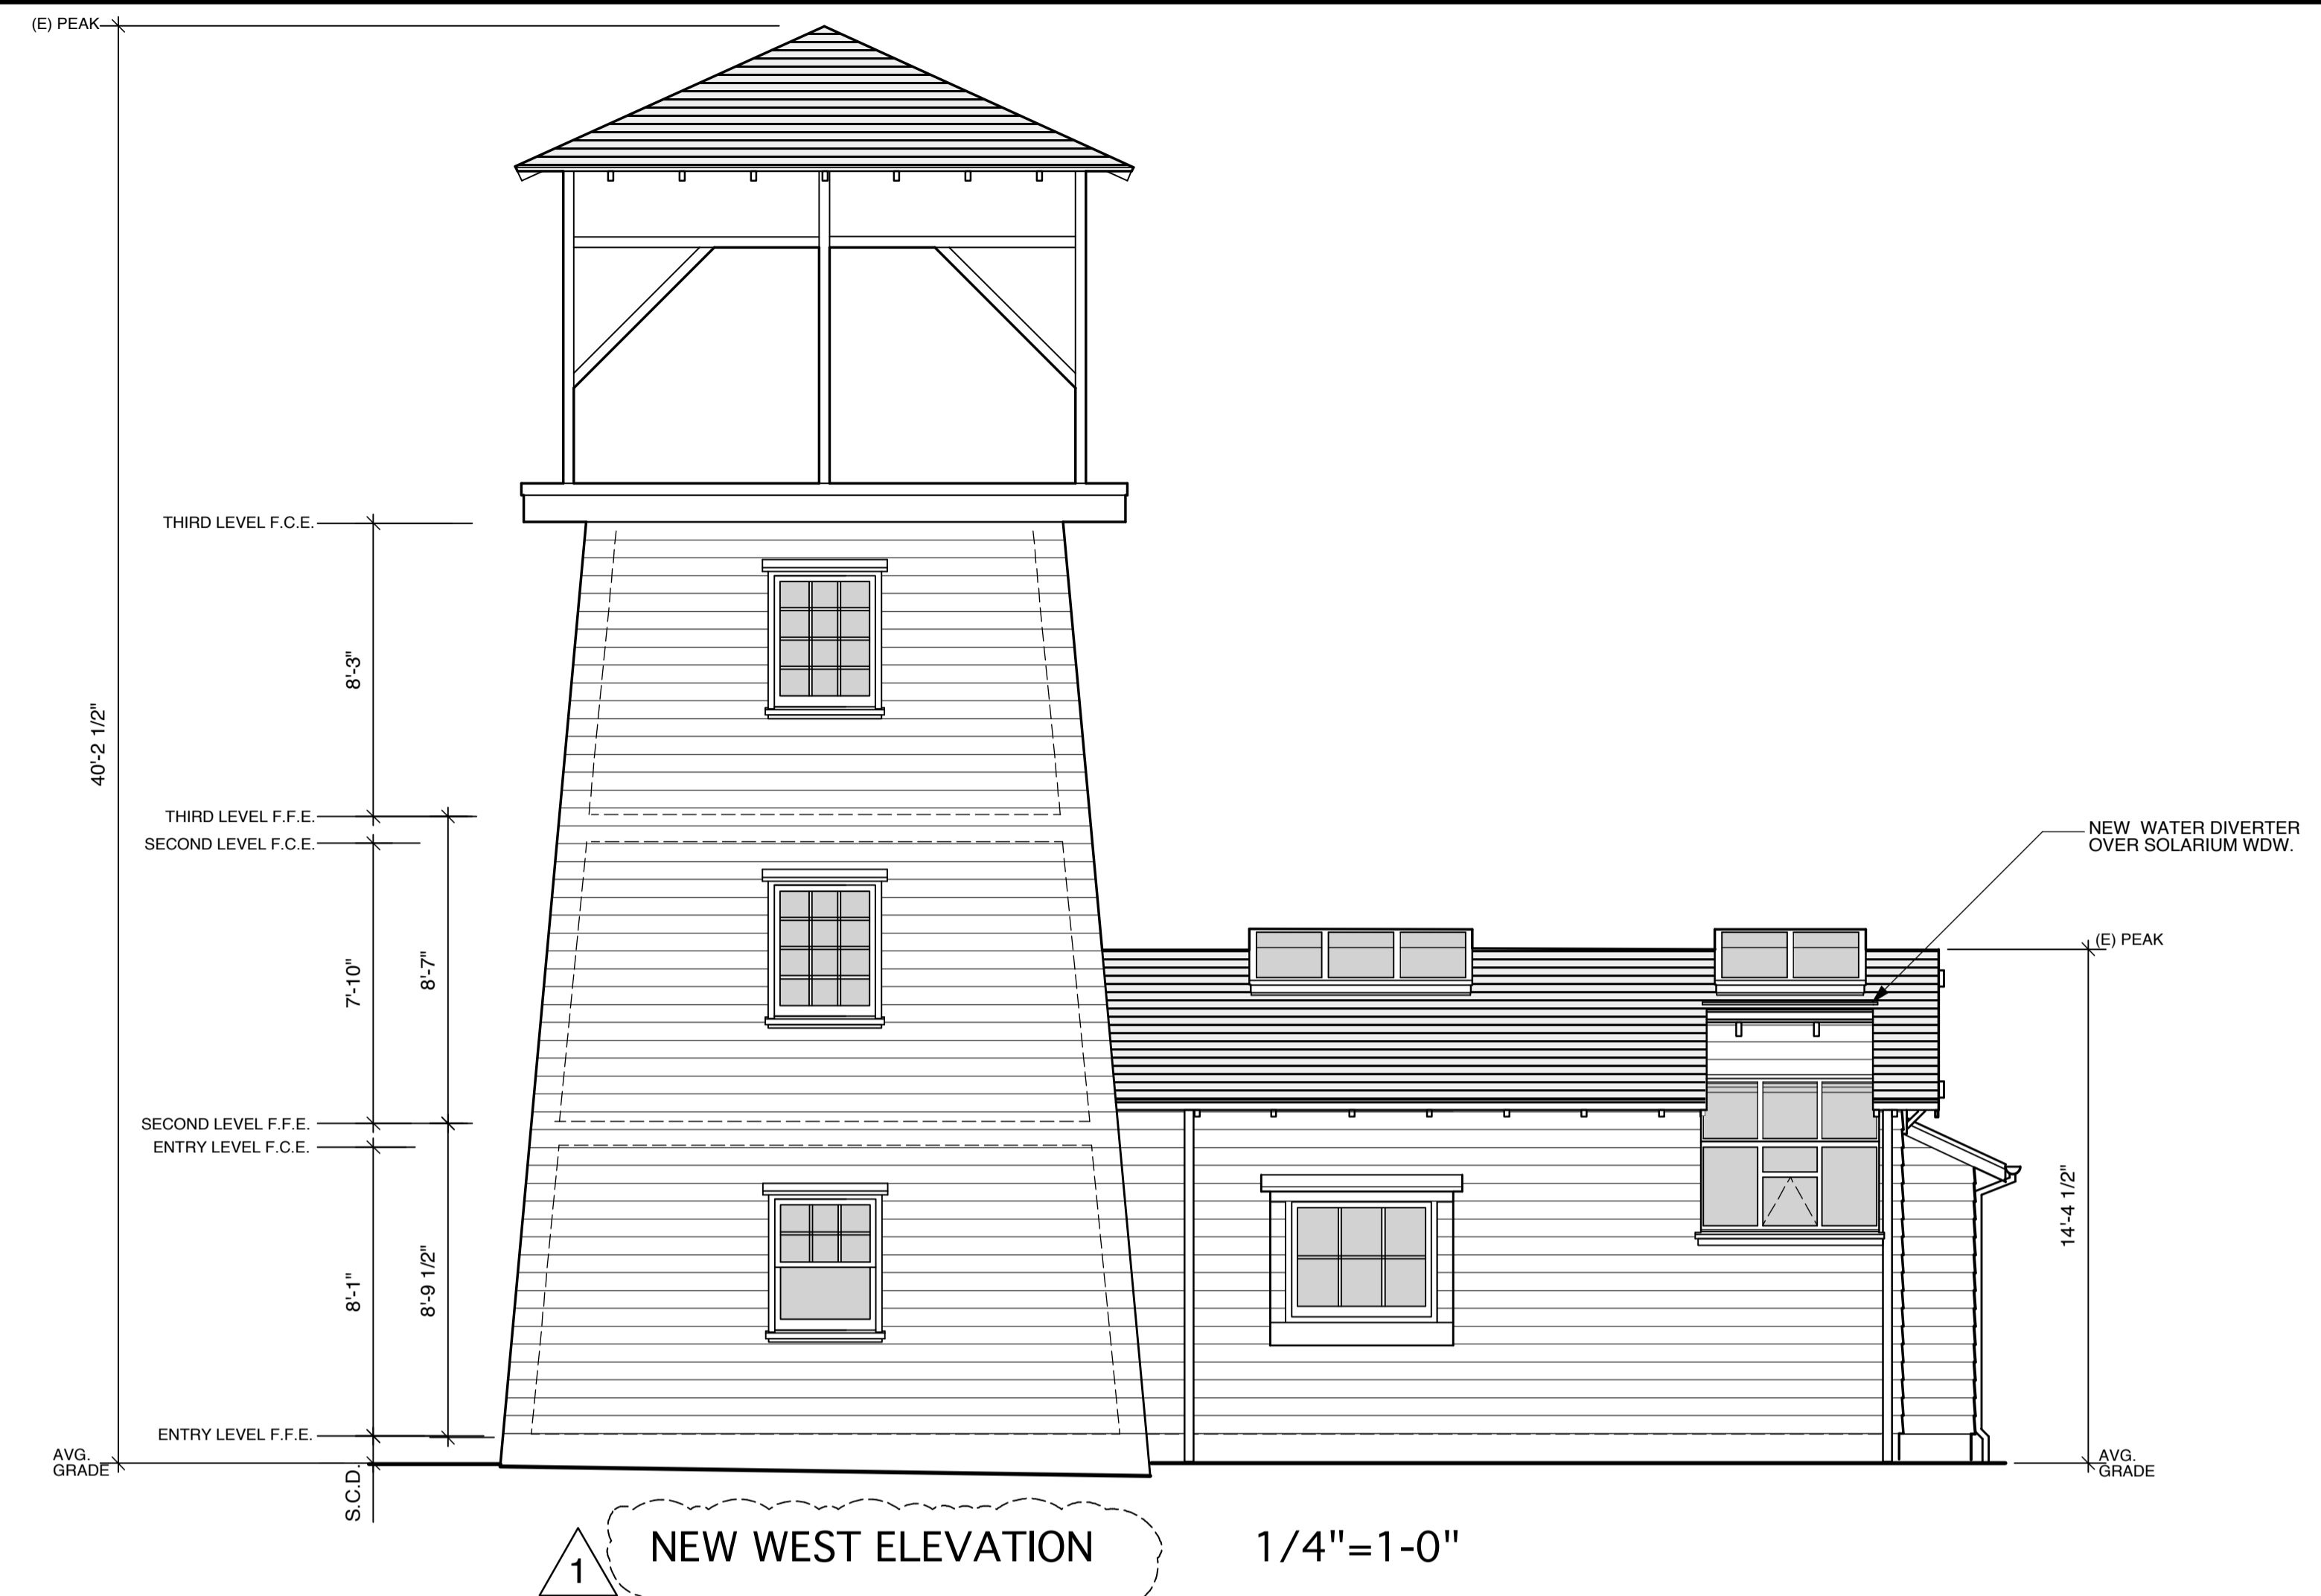 (E) PEAK
THIRD LEVEL F.C.E.
8'-3"
40'-2 1/2"
THIRD LEVEL F.F.E.
SECOND LEVEL F.C.E.
7'-10"
8'-7"
SECOND LEVEL F.F.E.
ENTRY LEVEL F.C.E.
8'-1"
8'-9 1/2"
ENTRY LEVEL F.F.E.
AVG.
GRADE
S.C.D.
NEW WATER DIVERTER
OVER SOLARIUM WDW.
(E) PEAK
14'-4 1/2"
AVG.
GRADE
1
NEW WEST ELEVATION
1/4"=1-0"